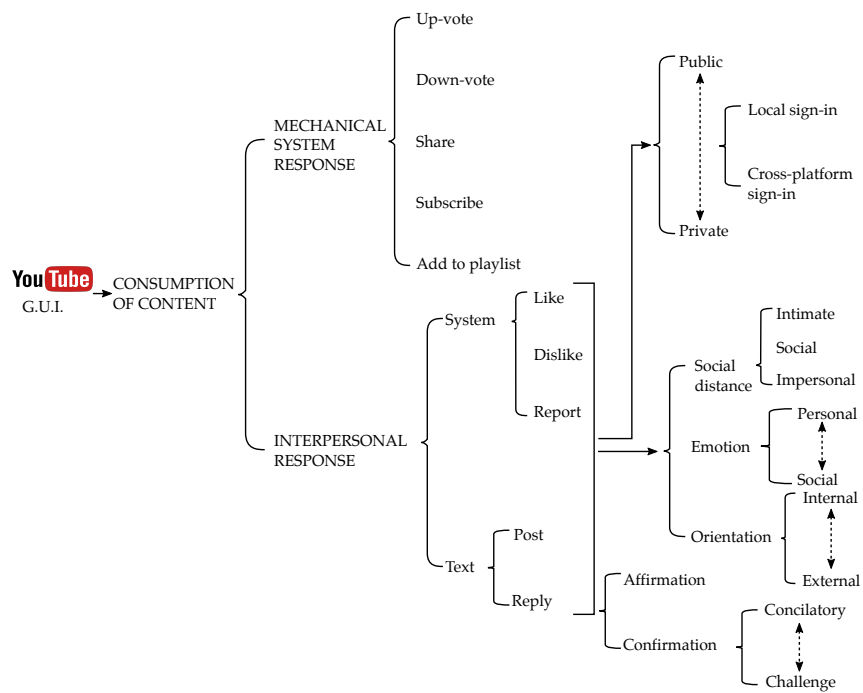 Up-vote
Down-vote
Share
Subscribe
Add to playlist
MECHANICAL
SYSTEM
RESPONSE
YouTube
G.U.I.
CONSUMPTION
OF CONTENT
INTERPERSONAL
RESPONSE
System
Like
Dislike
Report
Text
Post
Reply
Public
Private
Local sign-in
Cross-platform
sign-in
Social
distance
Intimate
Social
Impersonal
Emotion
Personal
Social
Orientation
Internal
External
Affirmation
Confirmation
Concilatory
Challenge